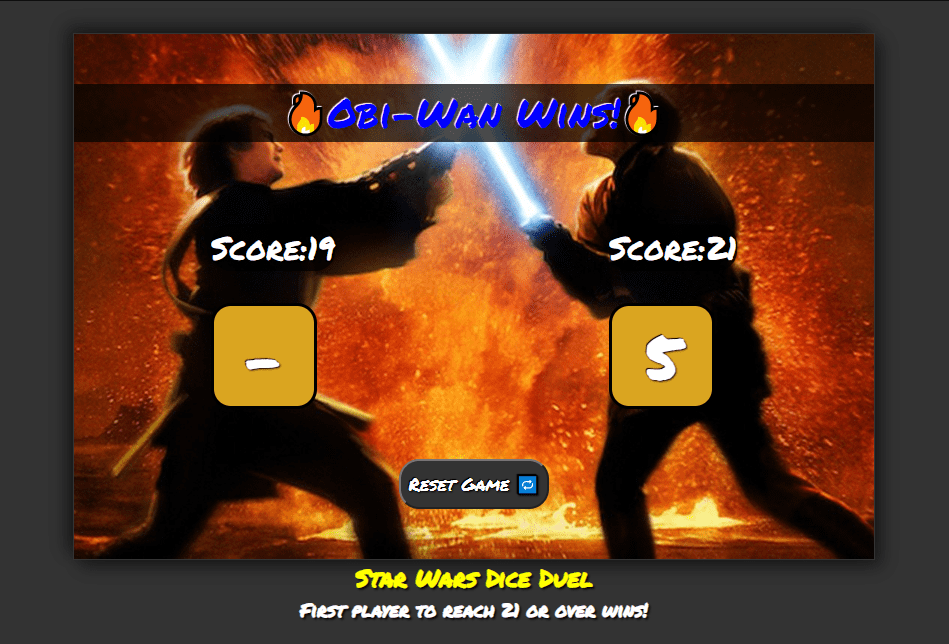 🔥Obi-Wan Wins!🔥
Score:19
Score:21
-
5
Reset Game 🔁
Star Wars Dice Duel
First player to reach 21 or over wins!